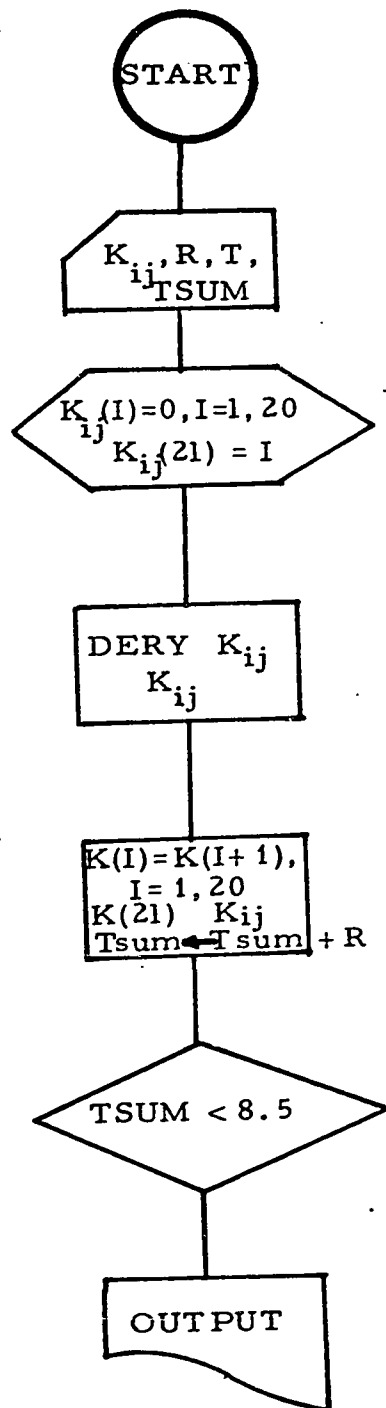 START
K_ij, R, T,
TSUM
K_ij(I)=0, I=1, 20
K_ij(21) = I
DERY K_ij
K_ij
K(I)=K(I+1),
I=1, 20
K(21) K_ij
Tsum ← Tsum + R
TSUM < 8.5
OUTPUT